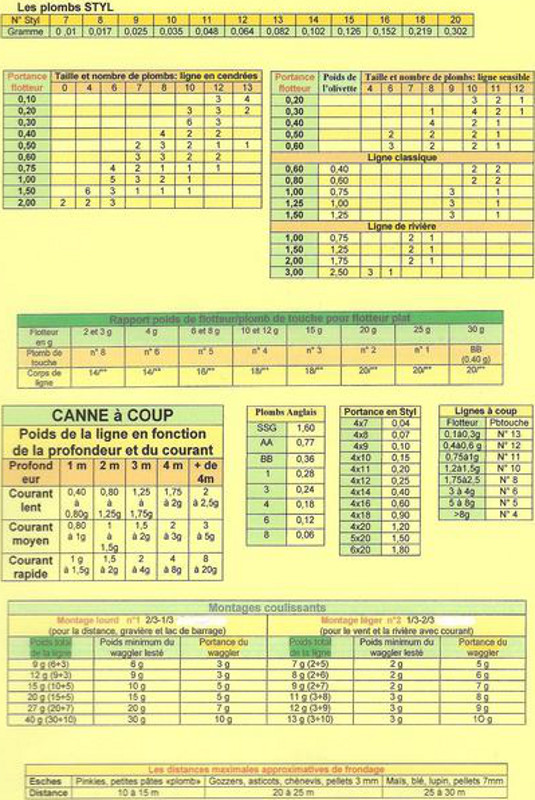 Les plombs STYL
N° Styl 7 8 9 10 11 12 13 14 15 16 18 20
Gramme 0 ,01 0,017 0,025 0,035 0,048 0,064 0,082 0,102 0,126 0,152 0,219 0,302
Portance flotteur Taille et nombre de plombs: ligne en cendrées
0 4 6 7 8 10 12 13
0,10 3 4
0,20 3 3 2
0,30 6 3
0,40 4 2 2
0,50 2 3 2 1 1
0,60 3 3 2 2
0,75 4 2 1 1 1
1,00 5 3 2 1
1,50 6 3 1 1 1
2,00 2 2 3
Portance flotteur Poids de l'olivette Taille et nombre de plombs: ligne sensible
4 6 7 8 9 10 11 12
0,20 3 2 1
0,30 1 4 2 1
0,40 4 2 1
0,50 2 2 2 1
0,60 3 2 2 1
Ligne classique
0,60 0,40 2 2
0,80 0,60 2 2
1,00 0,75 3 1
1,25 1,00 3 1
1,50 1,25 3 1
Ligne de rivière
1,00 0,75 2 1
1,50 1,25 2 1
2,00 1,75 2 1
3,00 2,50 3 1
Rapport poids de flotteur/plomb de touche pour flotteur plat
Flotteur en g 2 et 3 g 4 g 6 et 8 g 10 et 12 g 15 g 20 g 25 g 30 g
Plomb de touche n° 8 n° 6 n° 5 n° 4 n° 3 n° 2 n° 1 BB (0.40 g)
Corps de ligne
CANNE à COUP
Poids de la ligne en fonction
de la profondeur et du courant
Profond eur 1 m 2 m 3 m 4 m + de 4m
Courant lent 0,40 à 0,80g 0,80 à 1,25g 1,25 à 1,75g 1,75 à 2g 2 à 2,5g
Courant moyen 0,80 à 1g 1 à 1,5g 1,5 à 2g 2 à 3g 3 à 5g
Courant rapide 1 g à 1,5g 1,5 à 2g 2 à 4g 4 à 8g 8 à 20g
Plombs Anglais
SSG 1,60
AA 0,77
BB 0,36
1 0,28
3 0,24
4 0,18
6 0,12
8 0,06
Portance en Styl
4x7 0,04
4x8 0,07
4x9 0,10
4x10 0,15
4x11 0,20
4x12 0,25
4x14 0,40
4x16 0,60
4x18 0,90
4x20 1,20
5x20 1,50
6x20 1,80
Lignes à coup
Flotteur Pbtouche
0,1à0,3g N° 13
0,4à0,6 g N° 12
0,75à1g N° 11
1,2à1,5g N° 10
1,75à2,5 N° 8
3 à 4g N° 6
5 à 8g N° 5
>8g N° 4
Montages coulissants
Montage lourd n°1 2/3-1/3
(pour la distance, gravière et lac de barrage)
Montage léger n°2 1/3-2/3
(pour le vent et la rivière avec courant)
Poids total de la ligne Poids minimum du waggler lesté Portance du waggler Poids total de la ligne Poids minimum du waggler lesté Portance du waggler
9 g (6+3) 6 g 3 g 7 g (2+5) 2 g 5 g
12 g (9+3) 9 g 3 g 8 g (2+6) 2 g 6 g
15 g (10+5) 10 g 5 g 9 g (2+7) 2 g 7 g
20 g (15+5) 15 g 5 g 11 g (3+8) 3 g 8 g
27 g (20+7) 20 g 7 g 12 g (3+9) 3 g 9 g
40 g (30+10) 30 g 10 g 13 g (3+10) 3 g 10 g
Les distances maximales approximatives de frondage
Esches Pinkies, petites pâtes «plomb» Gozzers, asticots, chènevis, pellets 3 mm Maïs, blé, lupin, pellets 7mm
Distance 10 à 15 m 20 à 25 m 25 à 30 m